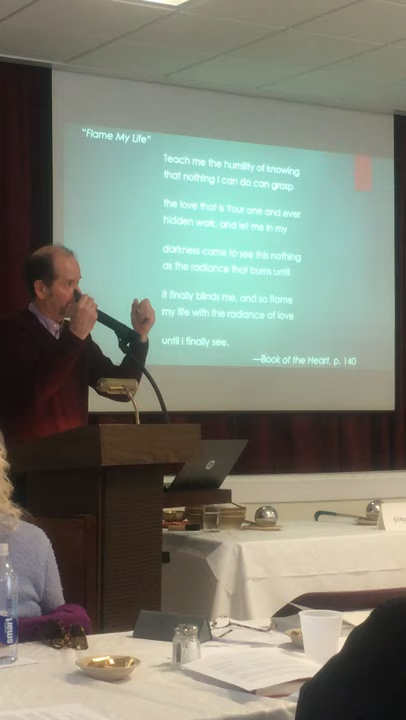 "Flame My Life"
Teach me the humility of knowing
that nothing I can do can grasp
the love that is Your one and ever
hidden work, and let me in my
darkness come to see this nothing
as the radiance that burns until
it finally blinds me, and so flame
my life with the radiance of love
until I finally see.
—Book of the Heart, p. 140
hp
smart